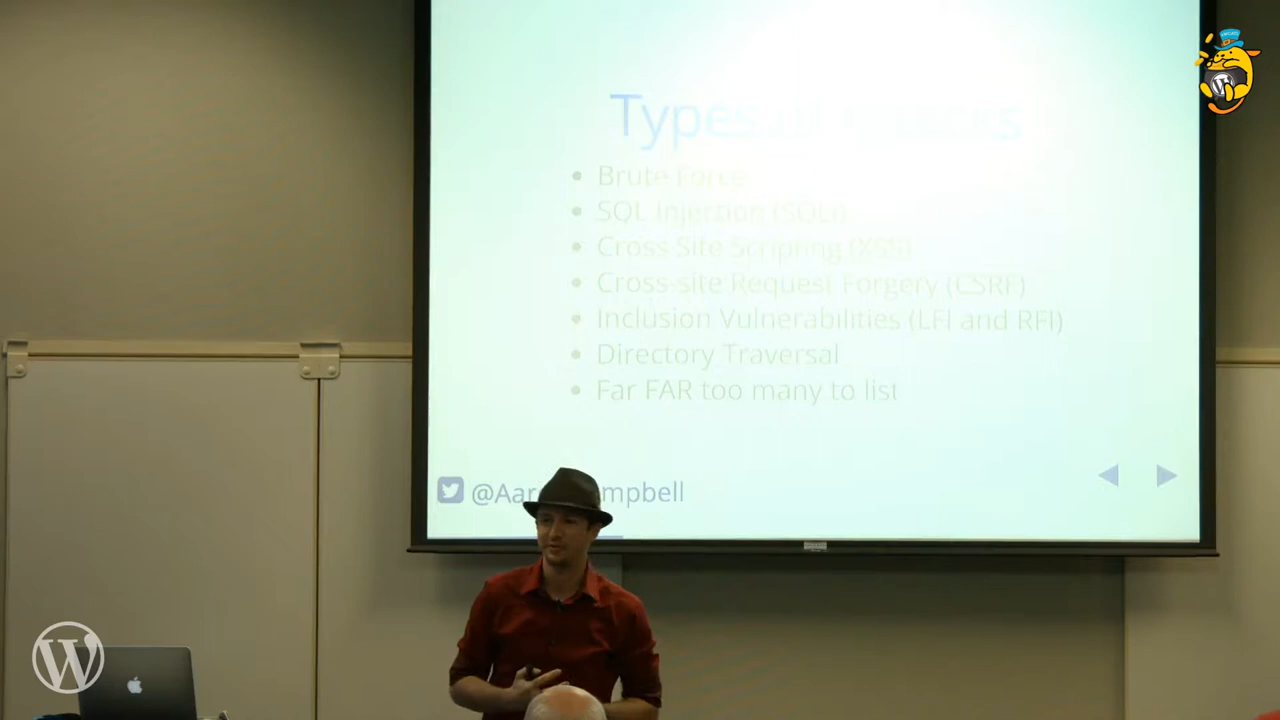 Types
Brute Force
SQL Injection (SQLi)
Cross Site Scripting (XSS)
Cross-site Request Forgery (CSRF)
Inclusion Vulnerabilities (LFI and RFI)
Directory Traversal
Far FAR too many to list